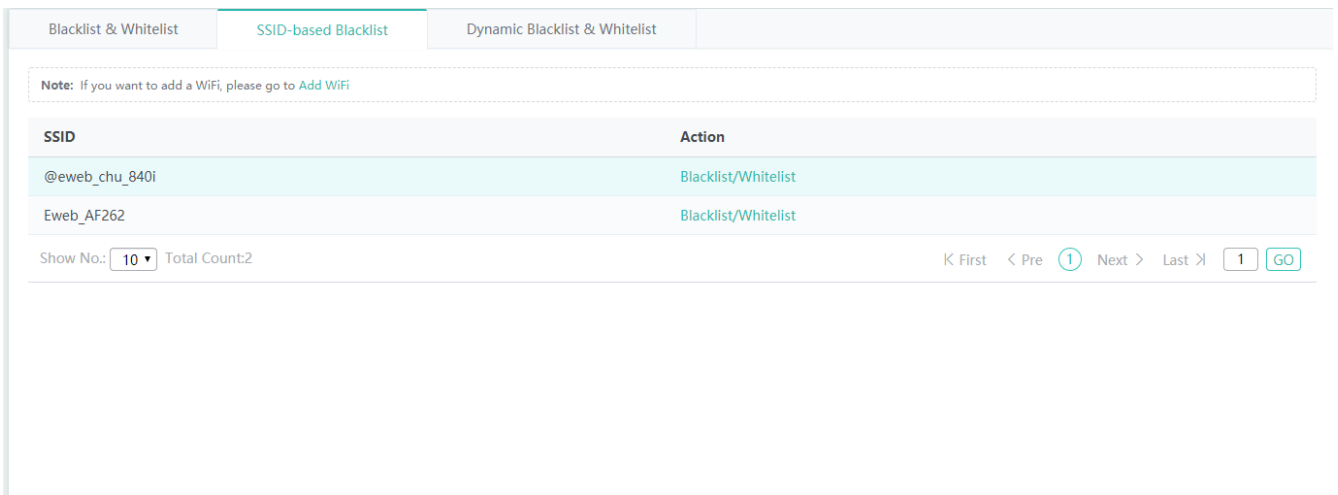 Blacklist & Whitelist SSID-based Blacklist Dynamic Blacklist & Whitelist
Note: If you want to add a WiFi, please go to Add WiFi
SSID Action
@eweb_chu_840i Blacklist/Whitelist
Eweb_AF262 Blacklist/Whitelist
Show No.: 10 Total Count:2 First Pre 1 Next Last 1 GO